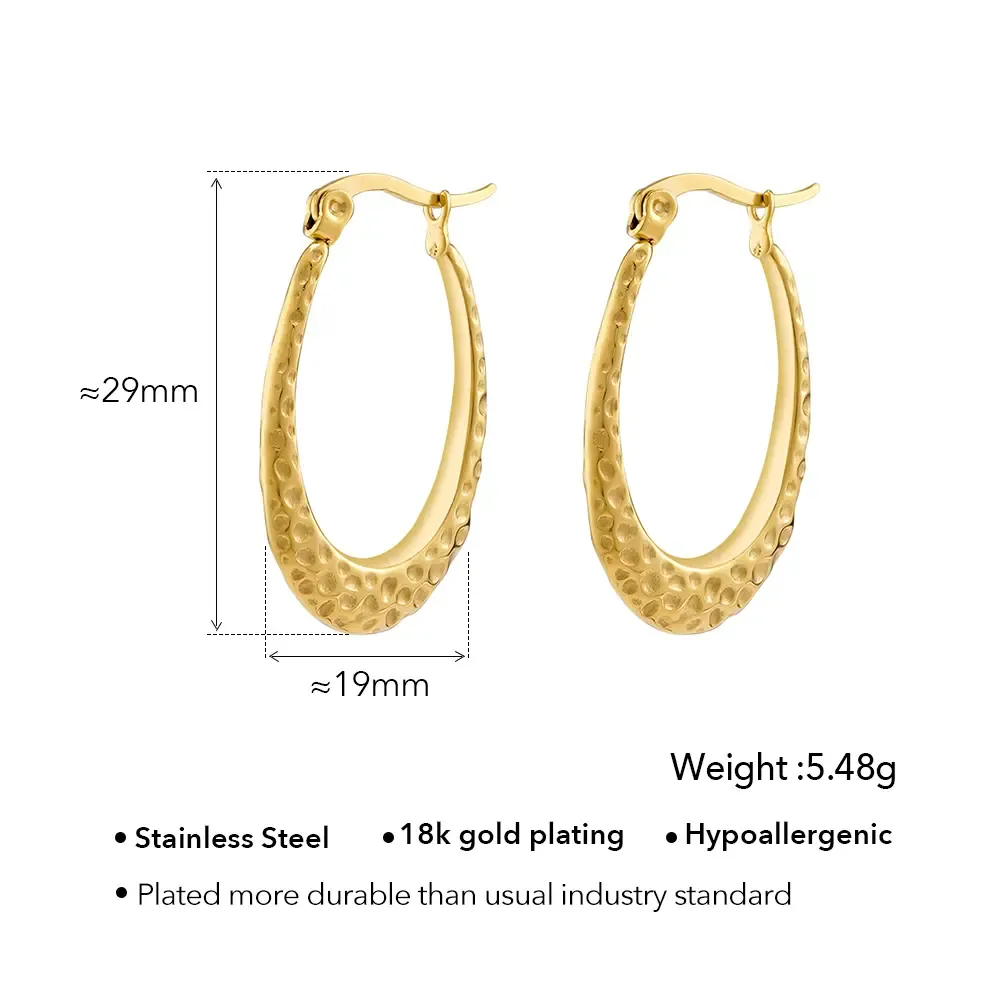 ≈29mm
≈19mm
Weight :5.48g
• Stainless Steel • 18k gold plating • Hypoallergenic
• Plated more durable than usual industry standard